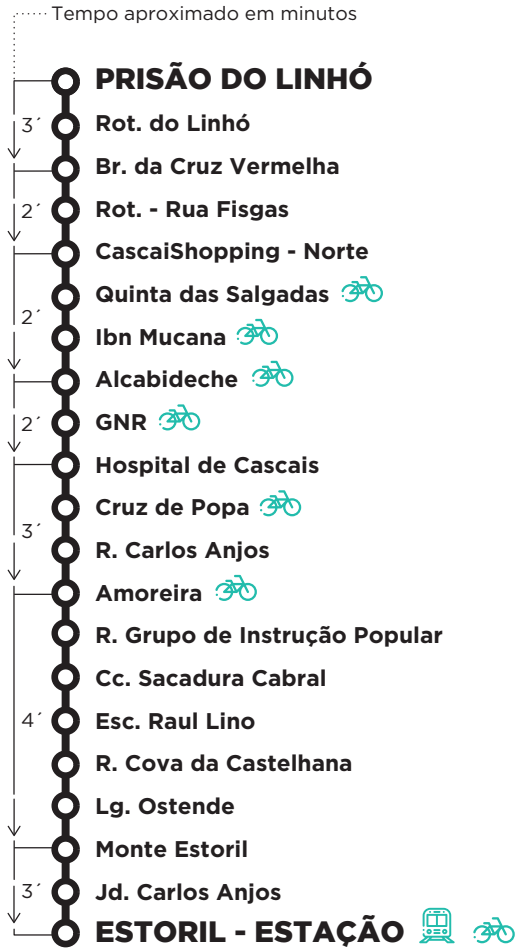 Tempo aproximado em minutos
PRISÃO DO LINHÓ
3´ Rot. do Linhó
Br. da Cruz Vermelha
2´ Rot. - Rua Fisgas
CascaiShopping - Norte
Quinta das Salgadas
2´
Ibn Mucana
Alcabideche
2´ GNR
Hospital de Cascais
Cruz de Popa
3´
R. Carlos Anjos
Amoreira
R. Grupo de Instrução Popular
Cc. Sacadura Cabral
4´ Esc. Raul Lino
R. Cova da Castelhana
Lg. Ostende
Monte Estoril
3´ Jd. Carlos Anjos
ESTORIL - ESTAÇÃO